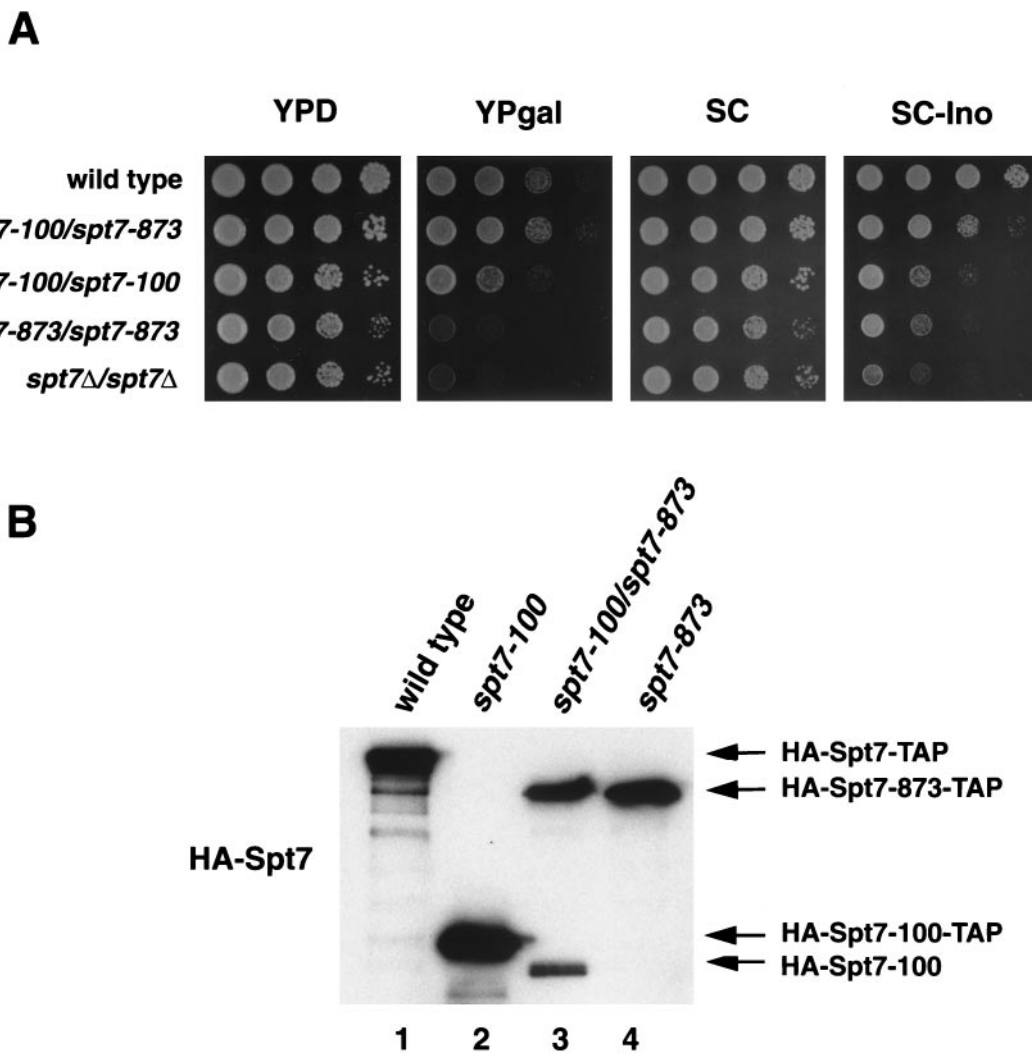 A
YPD YPgal SC SC-Ino
wild type
7-100/spt7-873
7-100/spt7-100
7-873/spt7-873
spt7Δ/spt7Δ
B
wild type
spt7-100
spt7-100/spt7-873
spt7-873
HA-Spt7-TAP
HA-Spt7-873-TAP
HA-Spt7
HA-Spt7-100-TAP
HA-Spt7-100
1 2 3 4